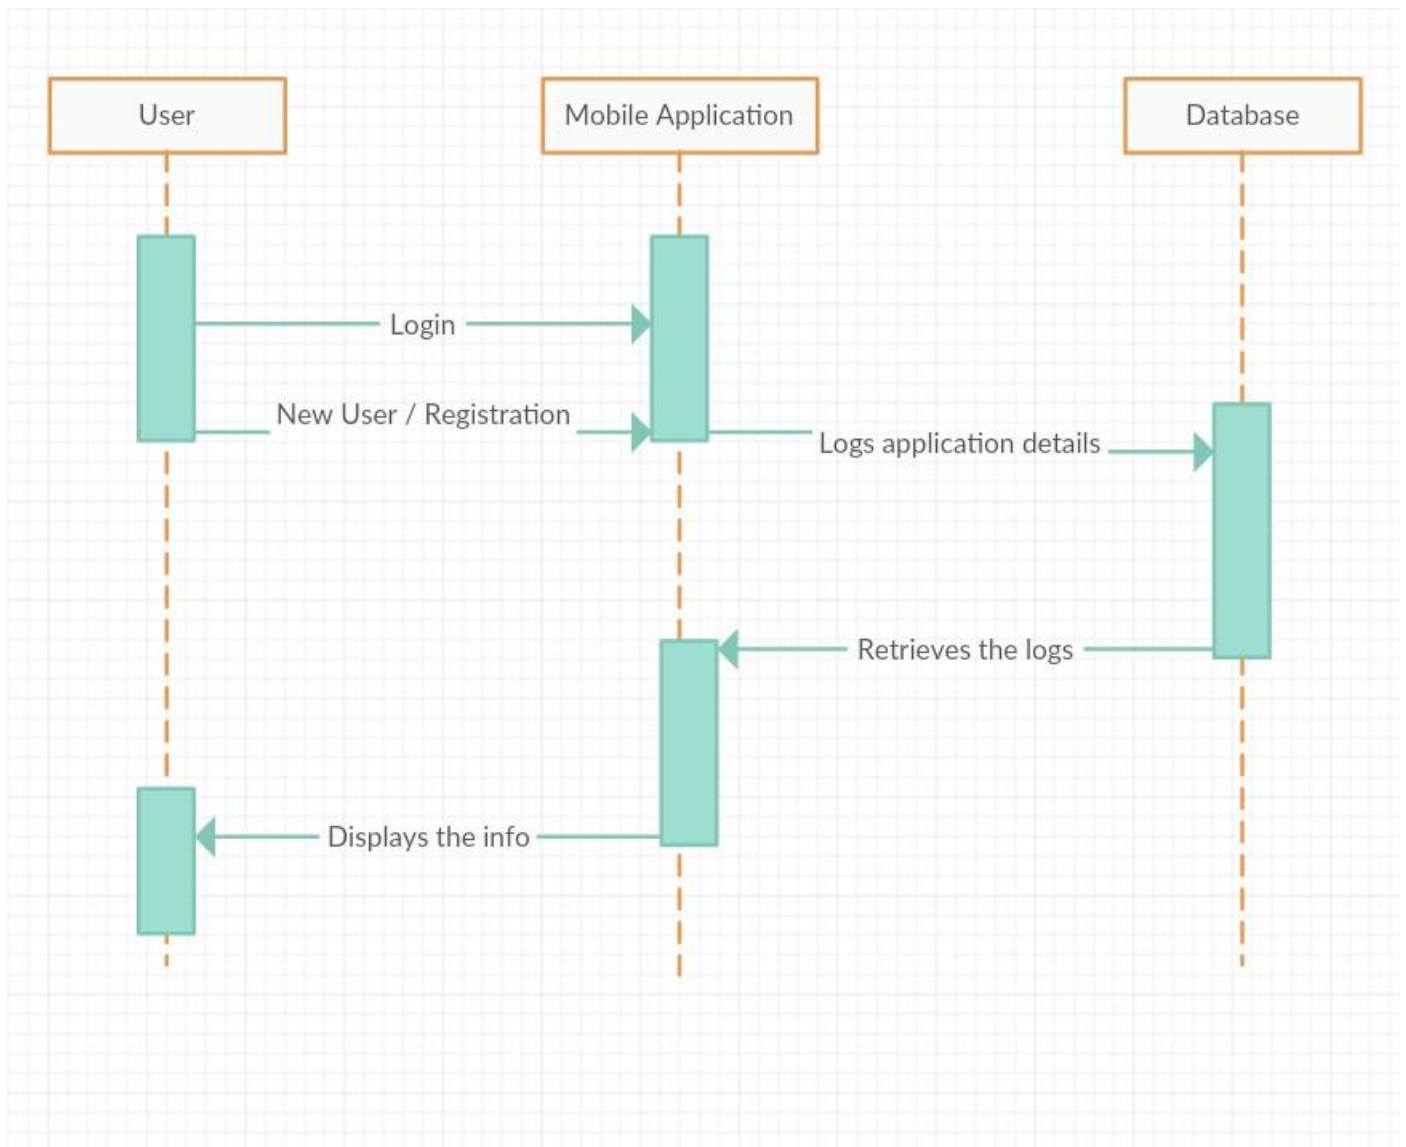 User
Mobile Application
Database
Login
New User / Registration
Logs application details
Retrieves the logs
Displays the info